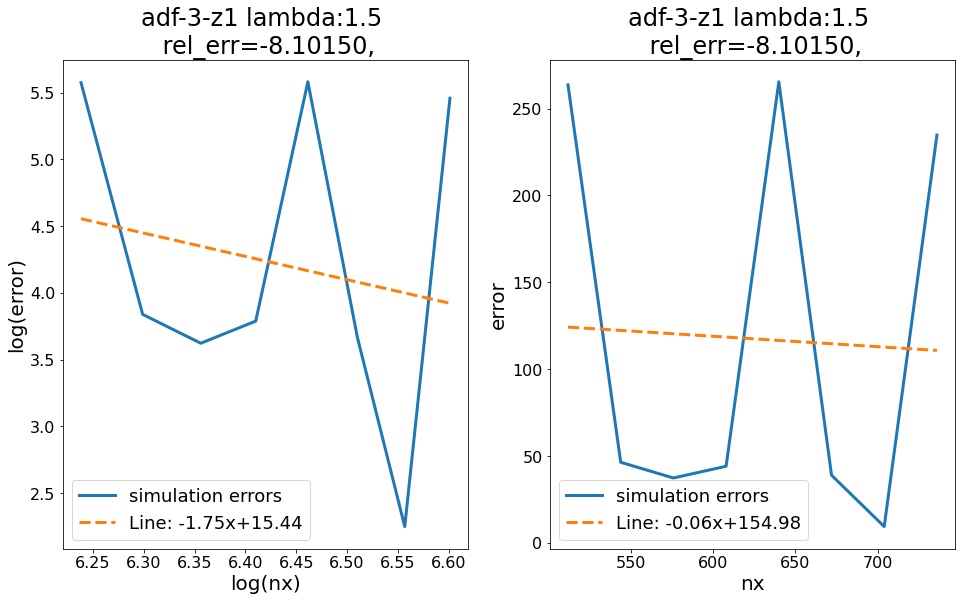 adf-3-z1 lambda:1.5
rel_err=-8.10150,
log(error)
5.5
5.0
4.5
4.0
3.5
3.0
2.5
simulation errors
Line: -1.75x+15.44
6.25 6.30 6.35 6.40 6.45 6.50 6.55 6.60
log(nx)
adf-3-z1 lambda:1.5
rel_err=-8.10150,
error
250
200
150
100
50
0
simulation errors
Line: -0.06x+154.98
550 600 650 700
nx